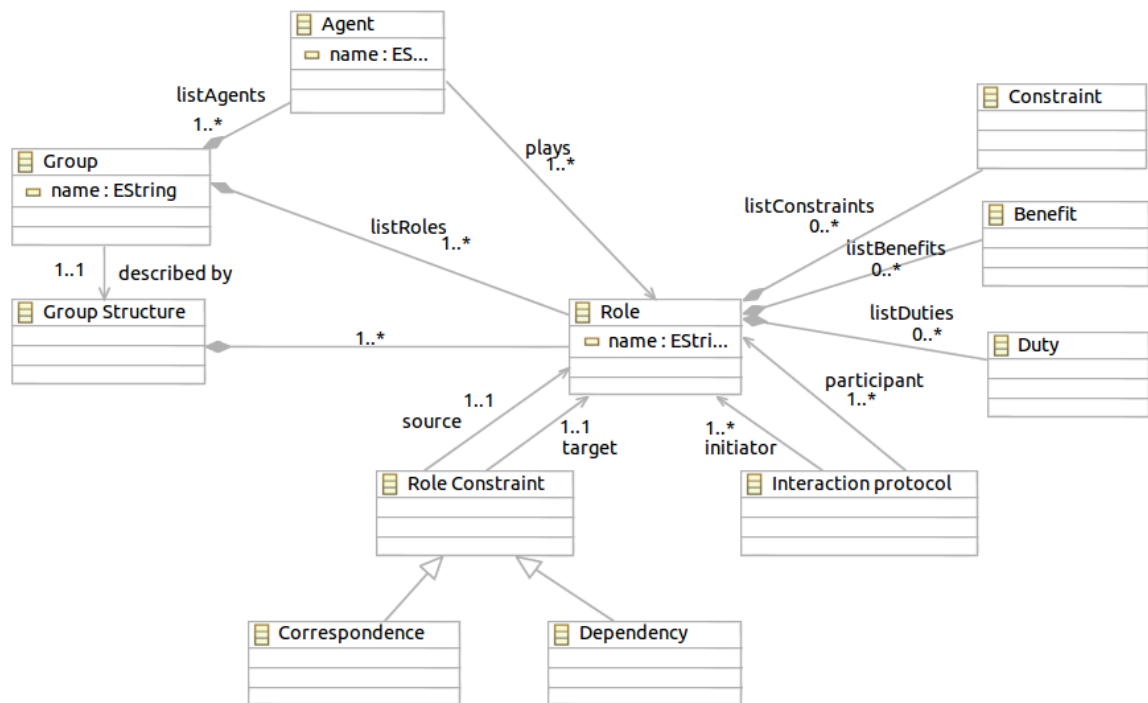 Agent
name : ES...
listAgents
1..*
Constraint
Group
name : EString
plays
1..*
listConstraints
0..*
Benefit
listRoles
1..*
listBenefits
0..*
1..1
described by
Group Structure
Role
name : EStri...
listDuties
0..*
Duty
1..*
participant
1..*
1..1
source
1..1
target
1..*
initiator
Role Constraint
Interaction protocol
Correspondence
Dependency